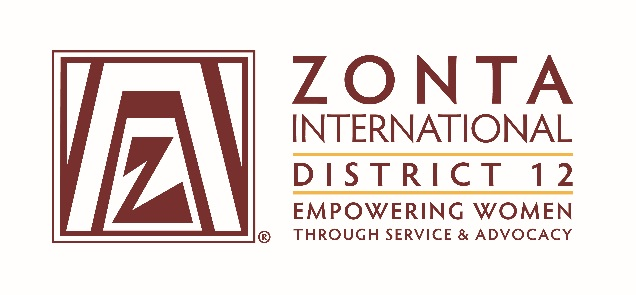 Z
®
ZONTA
INTERNATIONAL
DISTRICT 12
EMPOWERING WOMEN
THROUGH SERVICE & ADVOCACY